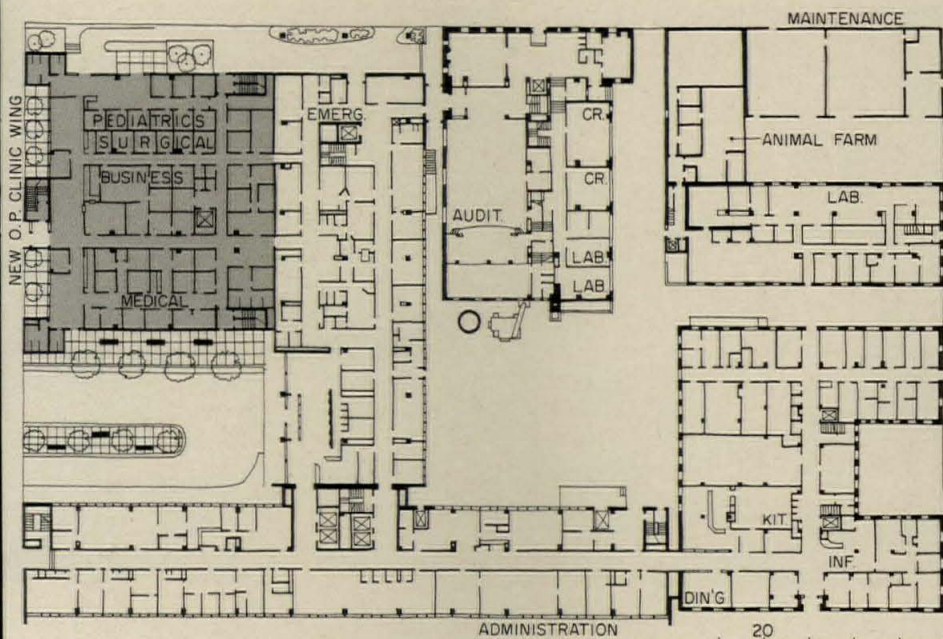 MAINTENANCE
EMERG.
CR.
PEDIATRICS
SURGICAL
ANIMAL FARM
NEW O.P. CLINIC WING
BUSINESS
CR.
LAB.
AUDIT.
LAB
LAB
MEDICAL
KIT.
INF.
DIN'G
ADMINISTRATION
20